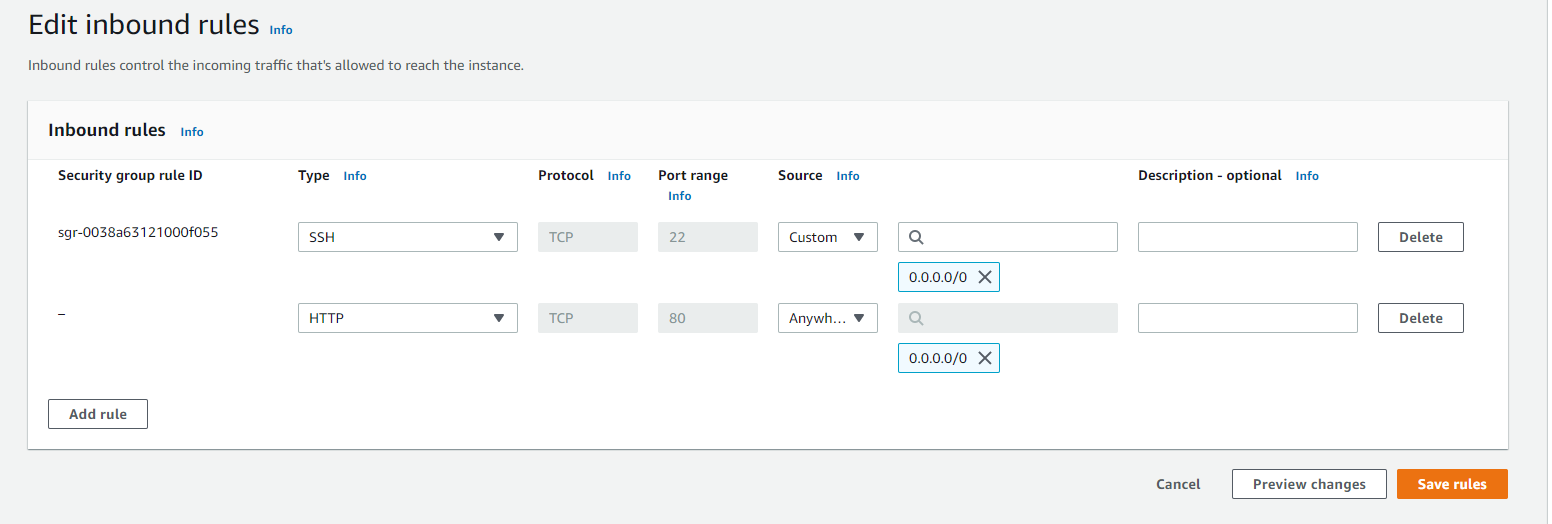 Edit inbound rules Info
Inbound rules control the incoming traffic that's allowed to reach the instance.
Inbound rules Info
Security group rule ID Type Info Protocol Info Port range Info Source Info Description - optional Info
sgr-0038a63121000f055 SSH TCP 22 Custom Delete
0.0.0.0/0
– HTTP TCP 80 Anywh... Delete
0.0.0.0/0
Add rule
Cancel Preview changes Save rules